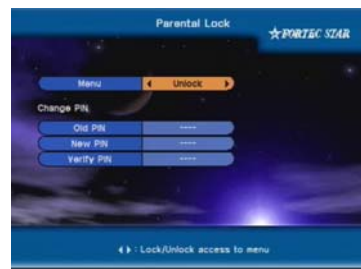 Parental Lock
FORTEC STAR
Menu Unlock
Change PIN
Old PIN ----
New PIN ----
Verify PIN ----
: Lock/Unlock access to menu